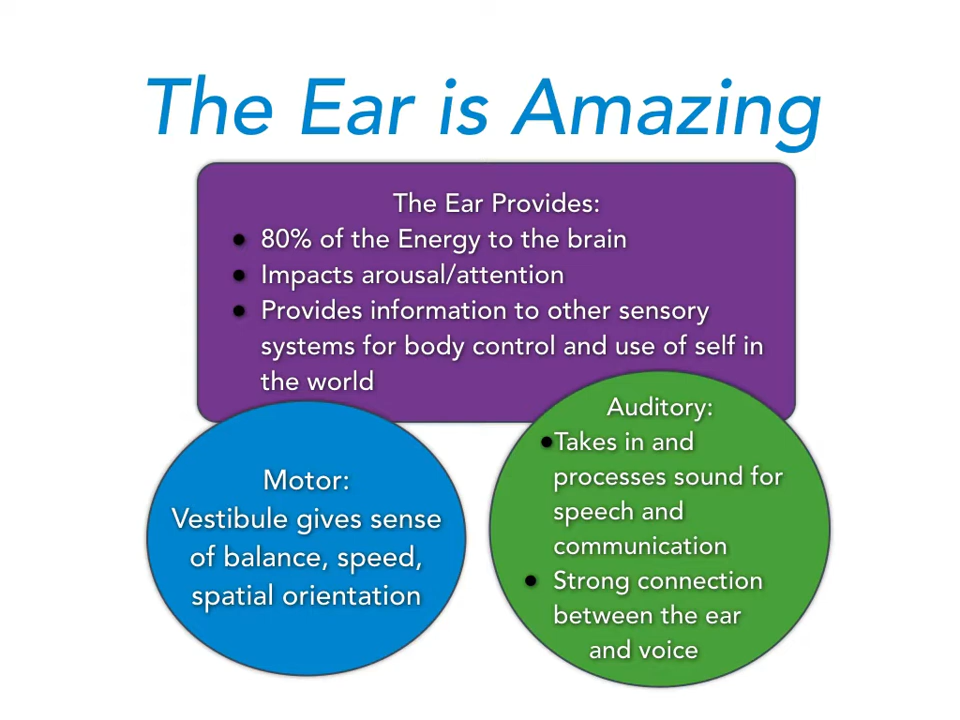 The Ear is Amazing
The Ear Provides:
• 80% of the Energy to the brain
• Impacts arousal/attention
• Provides information to other sensory
systems for body control and use of self in
the world
Motor:
Vestibule gives sense
of balance, speed,
spatial orientation
Auditory:
•Takes in and
processes sound for
speech and
communication
• Strong connection
between the ear
and voice